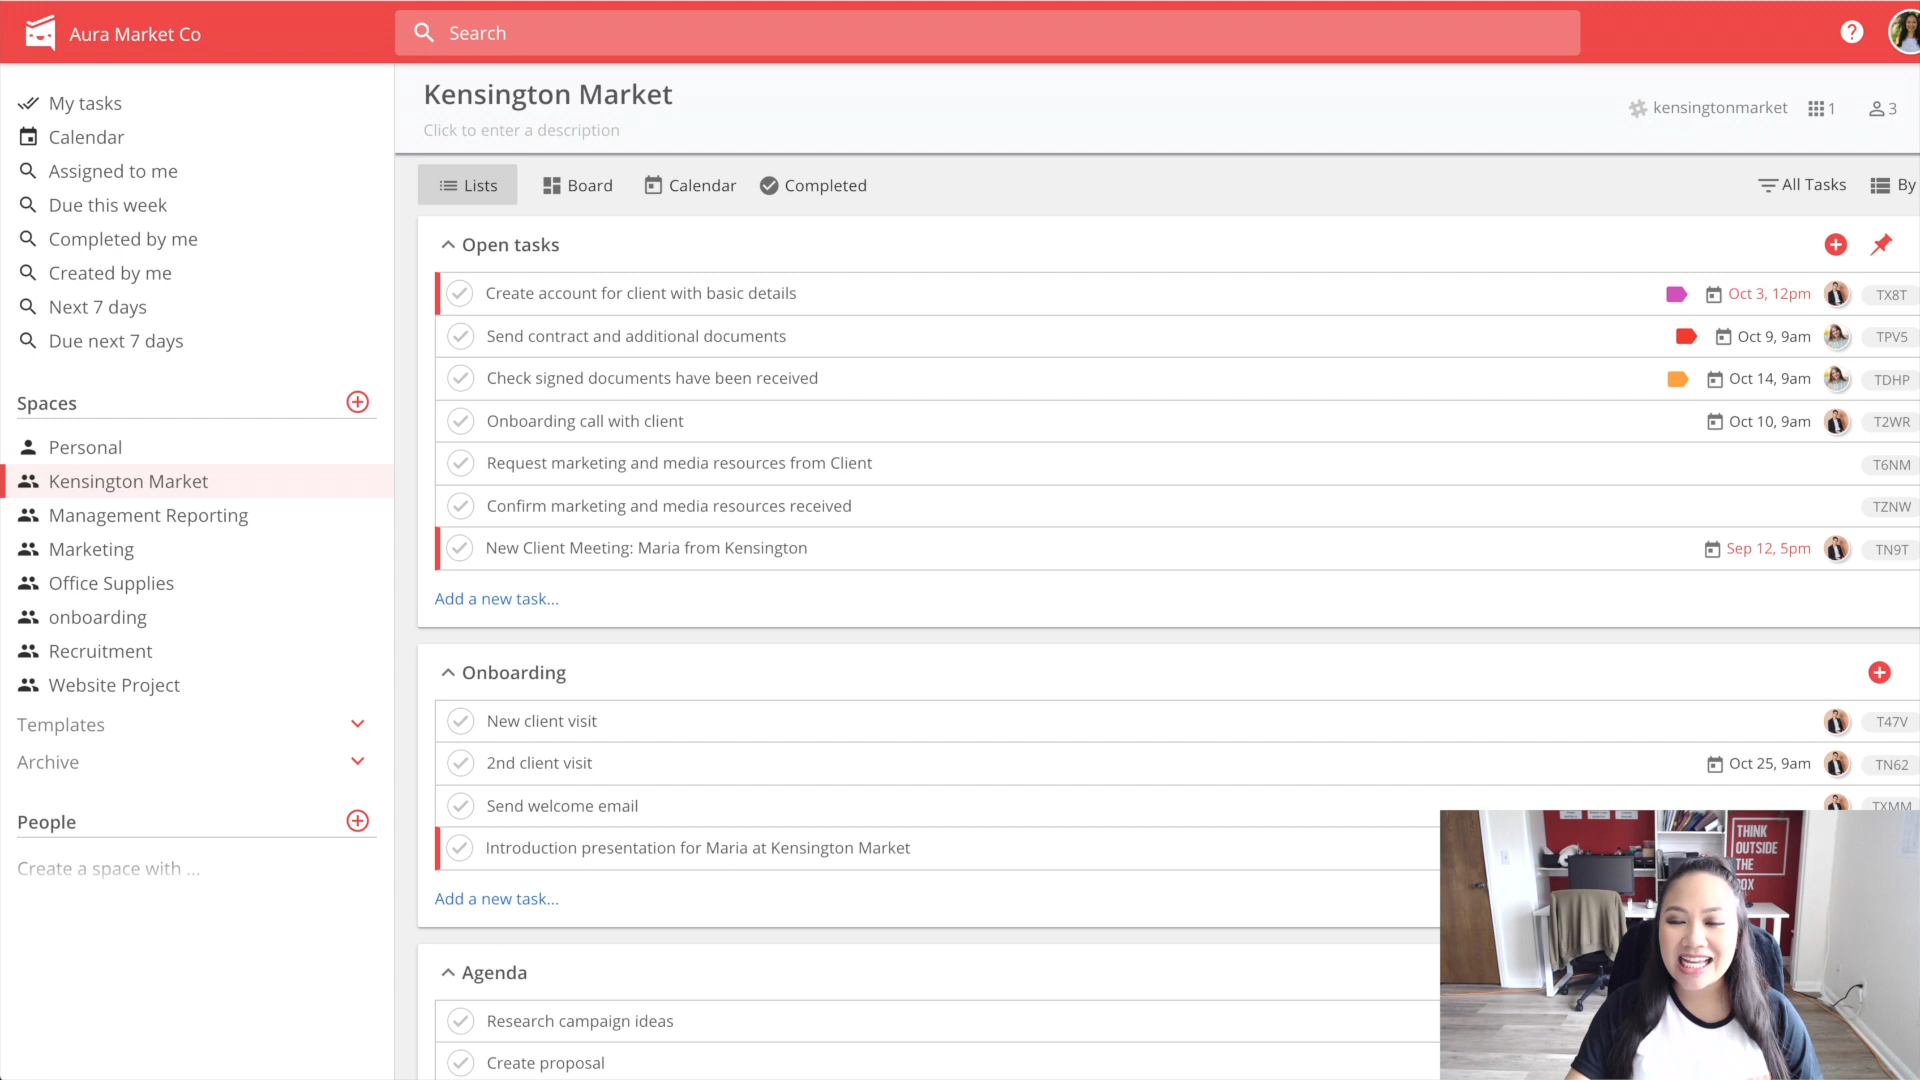 Aura Market Co
Search
My tasks
Calendar
Assigned to me
Due this week
Completed by me
Created by me
Next 7 days
Due next 7 days
Spaces
Personal
Kensington Market
Management Reporting
Marketing
Office Supplies
onboarding
Recruitment
Website Project
Templates
Archive
People
Create a space with ...
Kensington Market
Click to enter a description
kensingtonmarket
1
3
Lists
Board
Calendar
Completed
All Tasks
By
Open tasks
Create account for client with basic details Oct 3, 12pm TX8T
Send contract and additional documents Oct 9, 9am TPV5
Check signed documents have been received Oct 14, 9am TDHP
Onboarding call with client Oct 10, 9am T2WR
Request marketing and media resources from Client T6NM
Confirm marketing and media resources received TZNW
New Client Meeting: Maria from Kensington Sep 12, 5pm TN9T
Add a new task...
Onboarding
New client visit T47V
2nd client visit Oct 25, 9am TN62
Send welcome email TXMM
Introduction presentation for Maria at Kensington Market
Add a new task...
Agenda
Research campaign ideas
Create proposal
THINK
OUTSIDE
THE